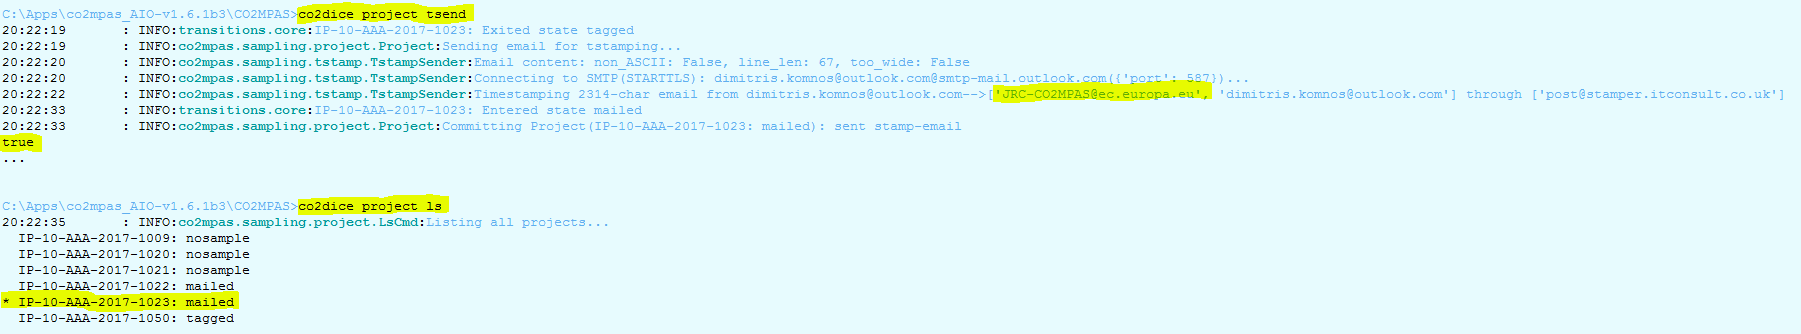 C:\Apps\co2mpas_AIO-v1.6.1b3\CO2MPAS>co2dice project tsend
20:22:19       : INFO:transitions.core:IP-10-AAA-2017-1023: Exited state tagged
20:22:19       : INFO:co2mpas.sampling.project.Project:Sending email for tstamping...
20:22:20       : INFO:co2mpas.sampling.tstamp.TstampSender:Email content: non_ASCII: False, line_len: 67, too_wide: False
20:22:20       : INFO:co2mpas.sampling.tstamp.TstampSender:Connecting to SMTP(STARTTLS): dimitris.komnos@outlook.com@smtp-mail.outlook.com({'port': 587})...
20:22:22       : INFO:co2mpas.sampling.tstamp.TstampSender:Timestamping 2314-char email from dimitris.komnos@outlook.com-->['JRC-CO2MPAS@ec.europa.eu', 'dimitris.komnos@outlook.com'] through ['post@stamper.itconsult.co.uk']
20:22:33       : INFO:transitions.core:IP-10-AAA-2017-1023: Entered state mailed
20:22:33       : INFO:co2mpas.sampling.project.Project:Committing Project(IP-10-AAA-2017-1023: mailed): sent stamp-email
true
...
C:\Apps\co2mpas_AIO-v1.6.1b3\CO2MPAS>co2dice project ls
20:22:35       : INFO:co2mpas.sampling.project.LsCmd:Listing all projects...
  IP-10-AAA-2017-1009: nosample
  IP-10-AAA-2017-1020: nosample
  IP-10-AAA-2017-1021: nosample
  IP-10-AAA-2017-1022: mailed
* IP-10-AAA-2017-1023: mailed
  IP-10-AAA-2017-1050: tagged